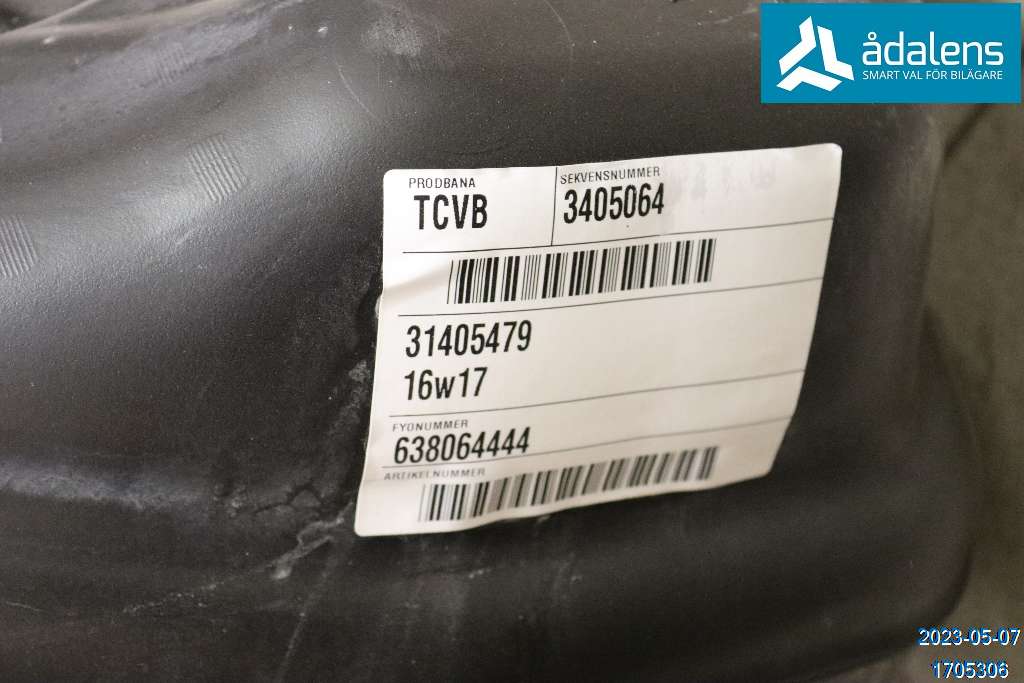 ådalens
SMART VAL FÖR BILÄGARE
PRODBANA
TCVB
SEKVENSNUMMER
3405064
31405479
16w17
FYONUMMER
638064444
ARTIKELNUMMER
2023-05-07
1705306